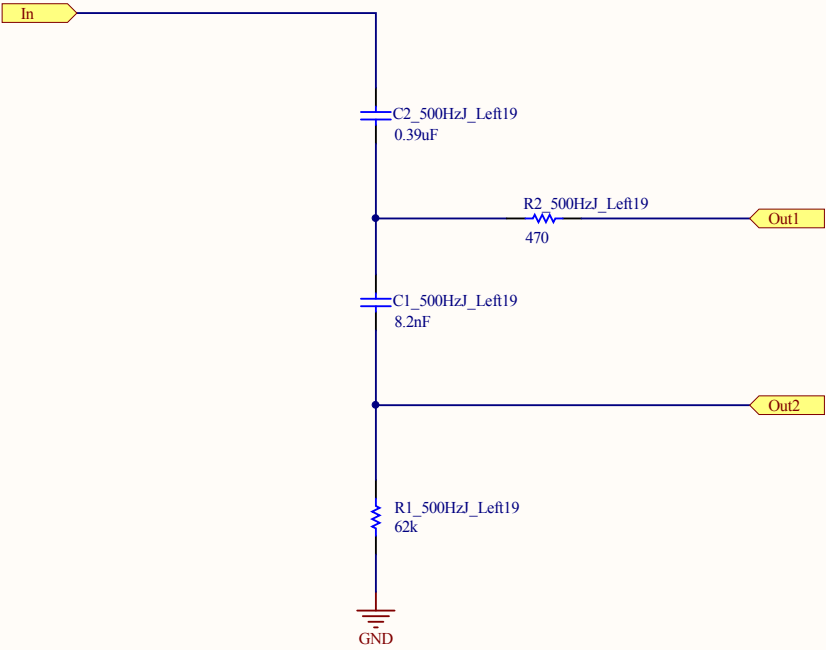 In
C2_500HzJ_Left19
0.39uF
R2_500HzJ_Left19
Out1
470
C1_500HzJ_Left19
8.2nF
Out2
R1_500HzJ_Left19
62k
GND